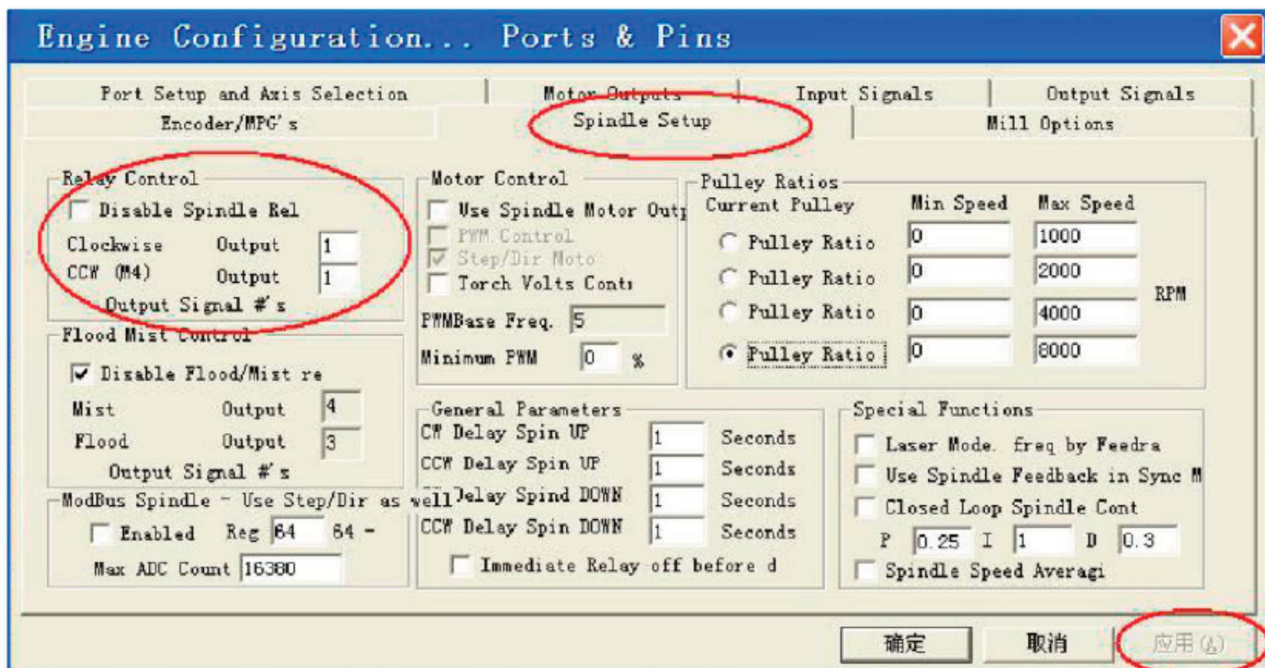 Engine Configuration... Ports & Pins
Port Setup and Axis Selection
Motor Outputs
Input Signals
Output Signals
Encoder/MPG's
Spindle Setup
Mill Options
Relay Control
Disable Spindle Rel
Clockwise Output 1
CCW (M4) Output 1
Output Signal #'s
Flood Mist Control
Disable Flood/Mist re
Mist Output 4
Flood Output 3
Output Signal #'s
ModBus Spindle - Use Step/Dir as well
Enabled Reg 64 64 -
Max ADC Count 16380
Motor Control
Use Spindle Motor Outp
PWM Control
Step/Dir Moto
Torch Volts Cont
PWMBase Freq. 5
Minimum PWM 0 %
General Parameters
CW Delay Spin UP 1 Seconds
CCW Delay Spin UP 1 Seconds
Delay Spind DOWN 1 Seconds
CCW Delay Spin DOWN 1 Seconds
Immediate Relay off before d
Pulley Ratios
Current Pulley Min Speed Max Speed
Pulley Ratio 0 1000
Pulley Ratio 0 2000
Pulley Ratio 0 4000
Pulley Ratio 0 8000
RPM
Special Functions
Laser Mode. freq by Feedra
Use Spindle Feedback in Sync M
Closed Loop Spindle Cont
P 0.25 I 1 D 0.3
Spindle Speed Averagi
确定
取消
应用(A)